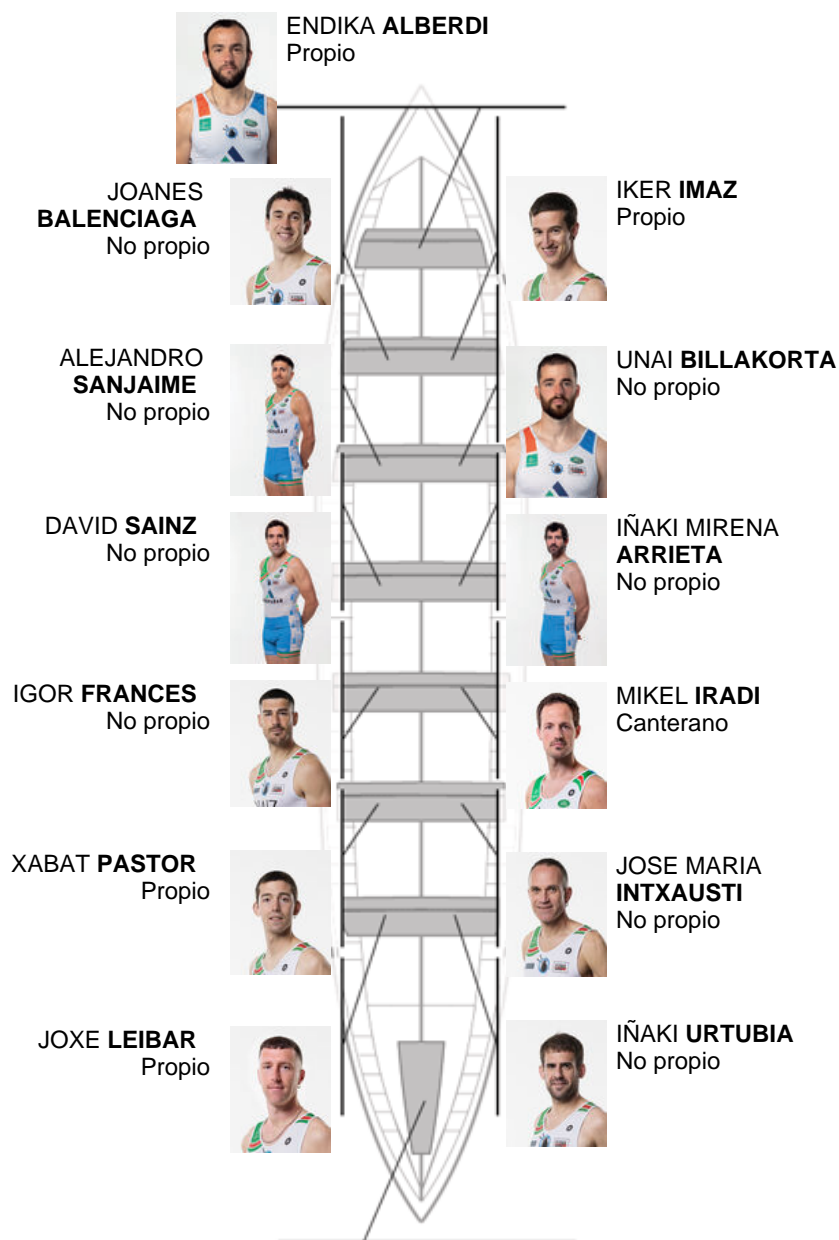 ENDIKA ALBERDI
Propio
JOANES
BALENCIAGA
No propio
IKER IMAZ
Propio
ALEJANDRO
SANJAIME
No propio
UNAI BILLAKORTA
No propio
DAVID SAINZ
No propio
IÑAKI MIRENA
ARRIETA
No propio
IGOR FRANCES
No propio
MIKEL IRADI
Canterano
XABAT PASTOR
Propio
JOSE MARIA
INTXAUSTI
No propio
JOXE LEIBAR
Propio
IÑAKI URTUBIA
No propio